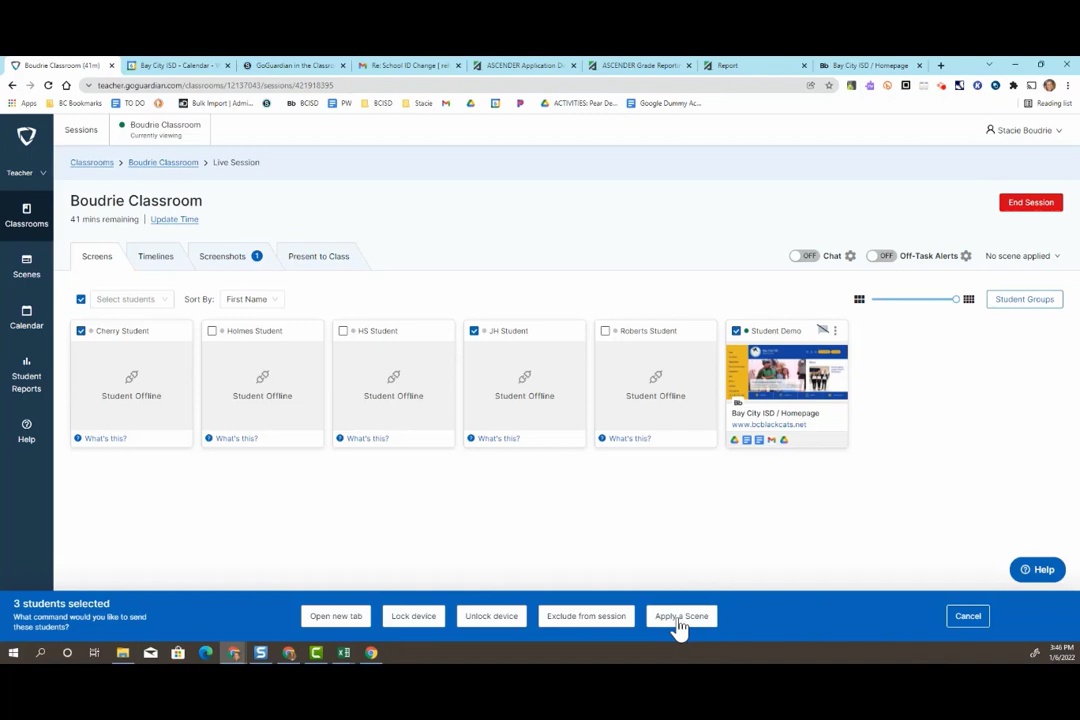 Boudrie Classroom (41m)
Bay City ISD - Calendar - W
GoGuardian in the Classro
Re: School ID Change [ ref
ASCENDER Application D
ASCENDER Grade Reportin
Report
Bay City ISD / Homepage
teacher.goguardian.com/classrooms/12137043/sessions/421918395
Apps
BC Bookmarks
TO DO
Bulk Import | Admi...
BCISD
PW
BCISD
Stacie
ACTIVITIES: Pear De...
Google Dummy Ac...
Reading list
Sessions
Boudrie Classroom
Currently viewing
Stacie Boudrie
Teacher
Classrooms
Scenes
Calendar
Student
Reports
Help
Classrooms > Boudrie Classroom > Live Session
Boudrie Classroom
End Session
41 mins remaining | Update Time
Screens
Timelines
Screenshots 1
Present to Class
OFF Chat
OFF Off-Task Alerts
No scene applied
Select students
Sort By: First Name
Student Groups
Cherry Student
Student Offline
What's this?
Holmes Student
Student Offline
What's this?
HS Student
Student Offline
What's this?
JH Student
Student Offline
What's this?
Roberts Student
Student Offline
What's this?
Student Demo
Bb
Bay City ISD / Homepage
www.bcblackcats.net
Help
3 students selected
What command would you like to send
these students?
Open new tab
Lock device
Unlock device
Exclude from session
Apply a Scene
Cancel
3:46 PM
1/6/2022